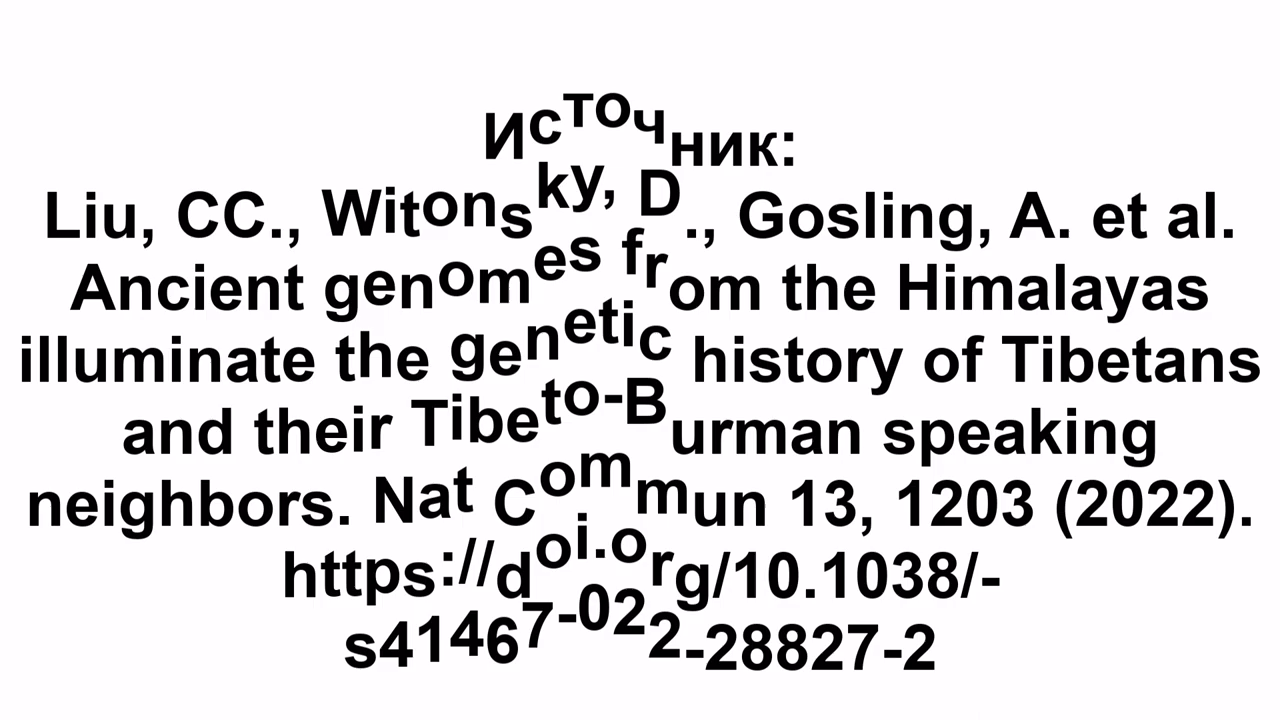 Источник:
Liu, CC., Witonsky, D., Gosling, A. et al.
Ancient genomes from the Himalayas
illuminate the genetic history of Tibetans
and their Tibeto-Burman speaking
neighbors. Nat Commun 13, 1203 (2022).
https://doi.org/10.1038/-
s41467-022-28827-2